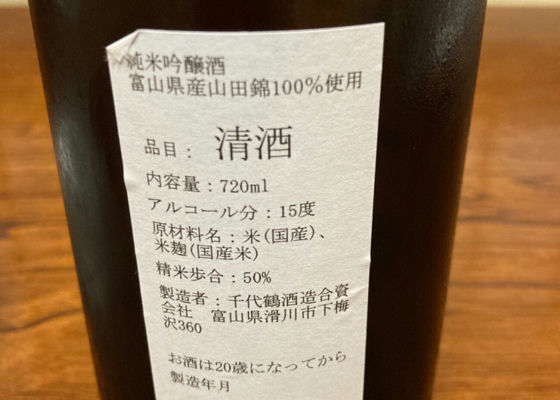 純米吟醸酒
富山県産山田錦100%使用
品目：清酒
内容量：720ml
アルコール分：15度
原材料名：米(国産)、
米麹(国産米)
精米歩合：50%
製造者：千代鶴酒造合資
会社　富山県滑川市下梅
沢360
お酒は20歳になってから
製造年月